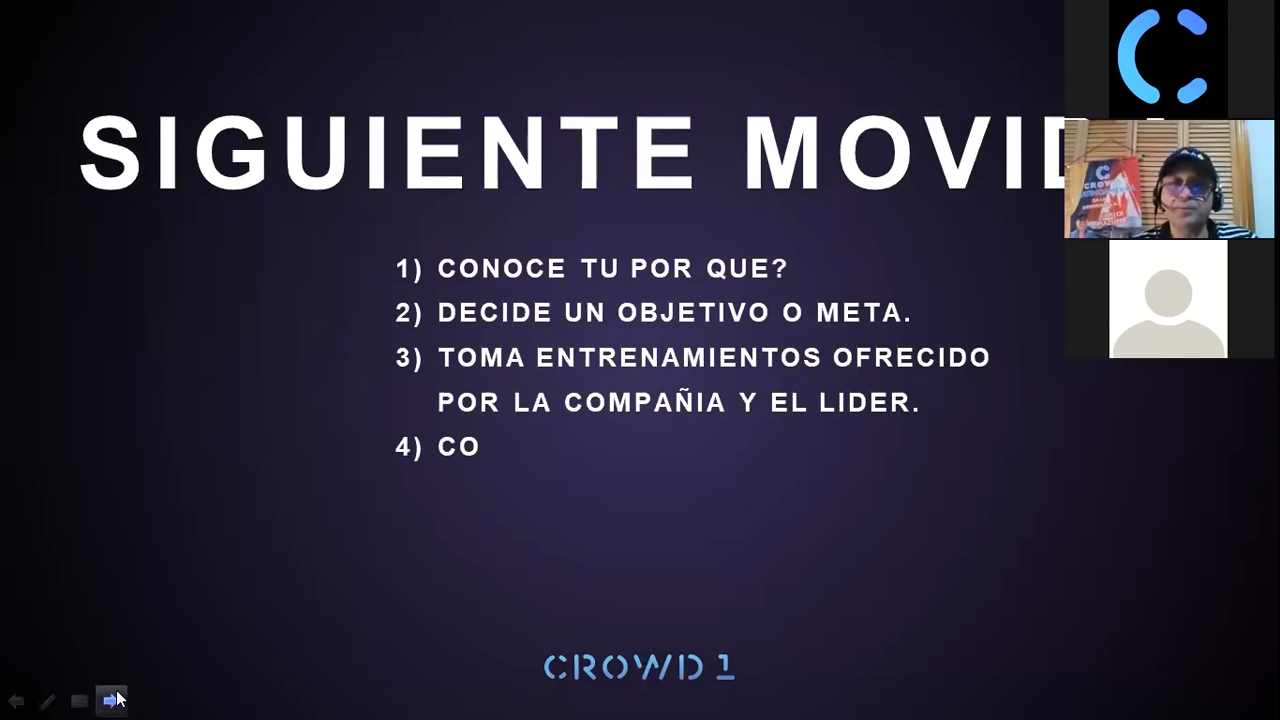 SIGUIENTE MOVID
1) CONOCE TU POR QUE?
2) DECIDE UN OBJETIVO O META.
3) TOMA ENTRENAMIENTOS OFRECIDO
POR LA COMPAÑIA Y EL LIDER.
4) CO
CROWD 1